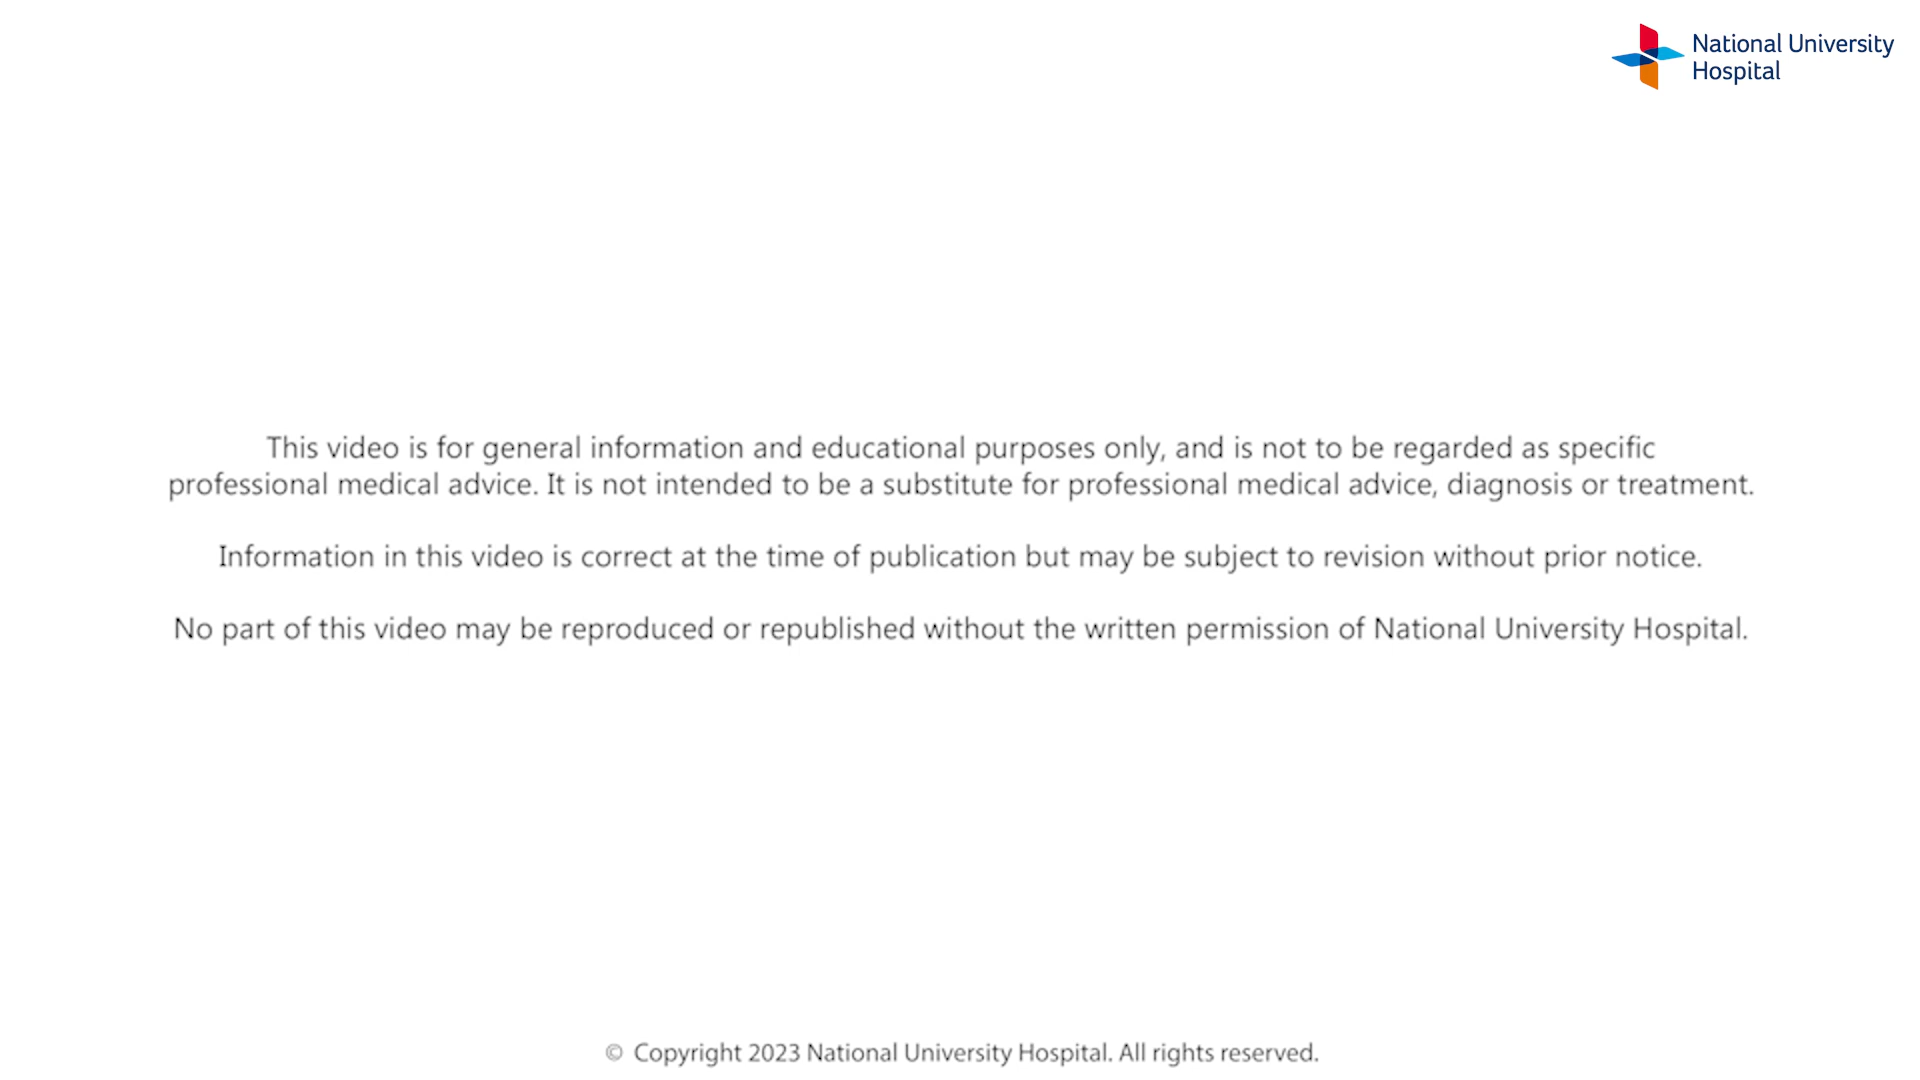 National University
Hospital
This video is for general information and educational purposes only, and is not to be regarded as specific
professional medical advice. It is not intended to be a substitute for professional medical advice, diagnosis or treatment.
Information in this video is correct at the time of publication but may be subject to revision without prior notice.
No part of this video may be reproduced or republished without the written permission of National University Hospital.
© Copyright 2023 National University Hospital. All rights reserved.